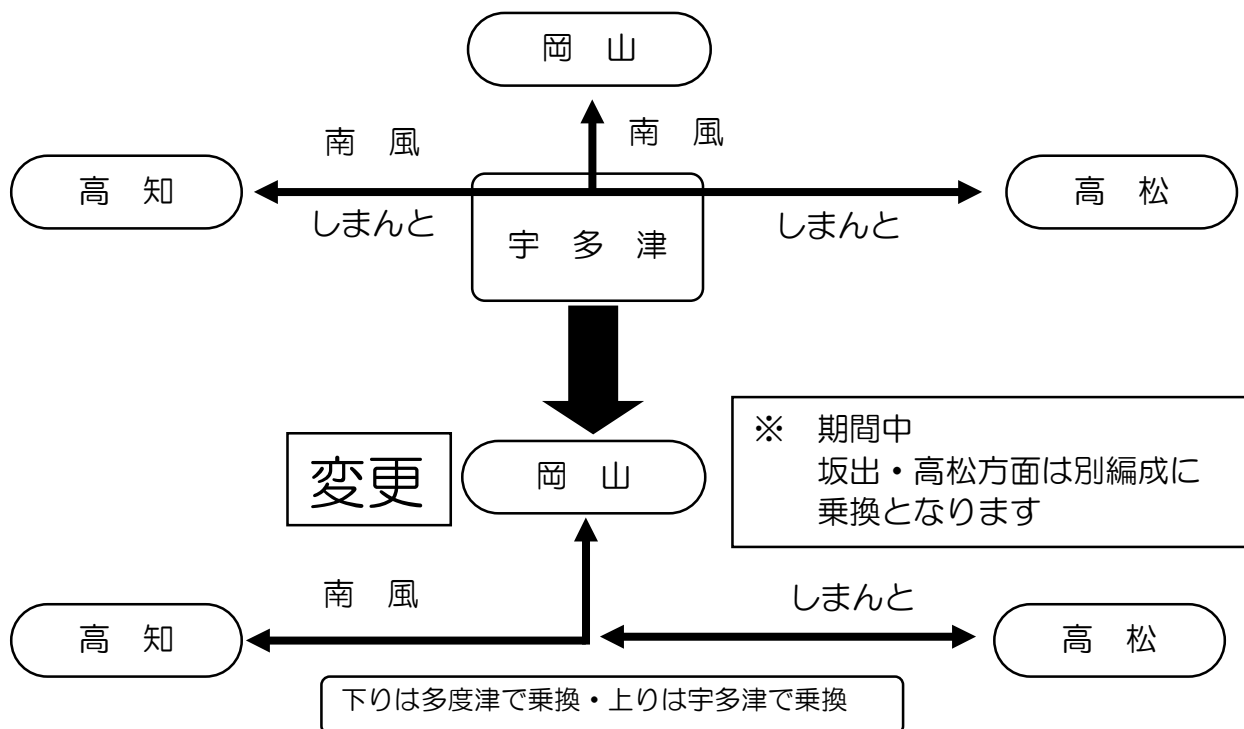 岡　山
南　風
南　風
高　知
高　松
しまんと
しまんと
宇　多　津
変更
岡　山
※　期間中
坂出・高松方面は別編成に
乗換となります
南　風
しまんと
高　知
高　松
下りは多度津で乗換・上りは宇多津で乗換